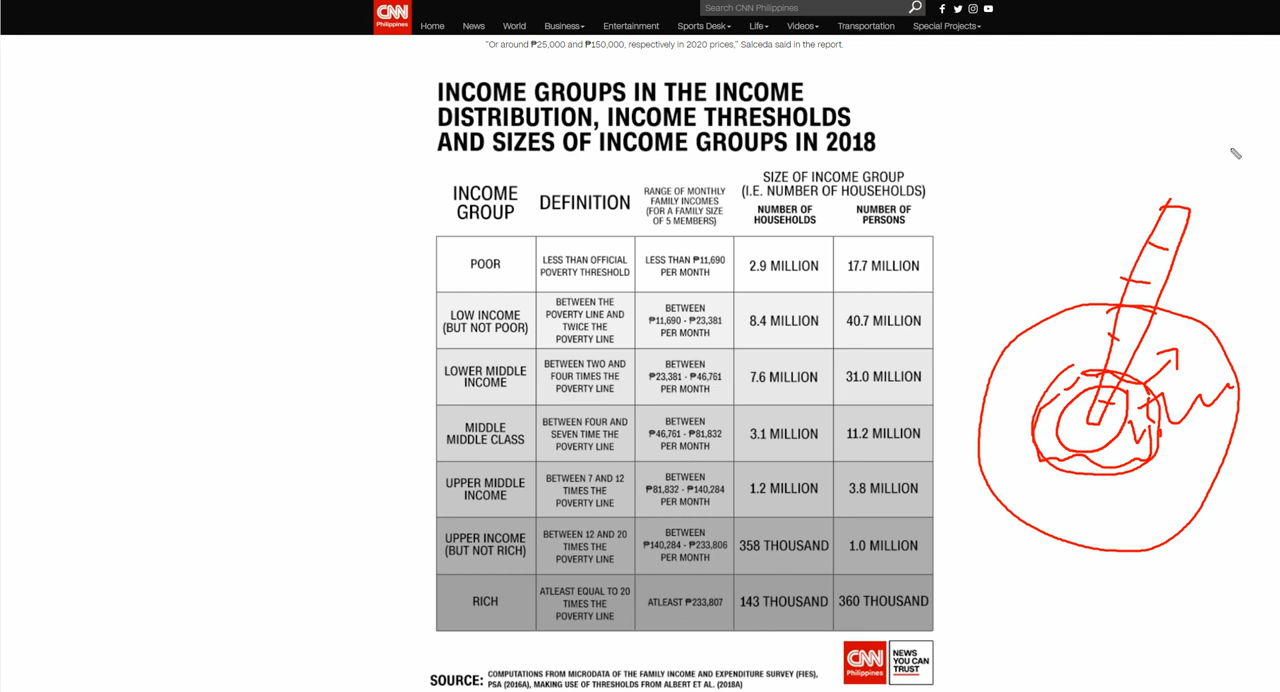 CNN
Philippines
Search CNN Philippines
Home News World Business Entertainment Sports Desk Life Videos Transportation Special Projects
"Or around ₱25,000 and ₱150,000, respectively in 2020 prices," Salceda said in the report.
INCOME GROUPS IN THE INCOME
DISTRIBUTION, INCOME THRESHOLDS
AND SIZES OF INCOME GROUPS IN 2018
INCOME
GROUP
DEFINITION
RANGE OF MONTHLY
FAMILY INCOMES
(FOR A FAMILY SIZE
OF 5 MEMBERS)
SIZE OF INCOME GROUP
(I.E. NUMBER OF HOUSEHOLDS)
NUMBER OF
HOUSEHOLDS
NUMBER OF
PERSONS
POOR
LESS THAN OFFICIAL
POVERTY THRESHOLD
LESS THAN ₱11,690
PER MONTH
2.9 MILLION
17.7 MILLION
LOW INCOME
(BUT NOT POOR)
BETWEEN THE
POVERTY LINE AND
TWICE THE
POVERTY LINE
BETWEEN
₱11,690 - ₱23,381
PER MONTH
8.4 MILLION
40.7 MILLION
LOWER MIDDLE
INCOME
BETWEEN TWO AND
FOUR TIMES THE
POVERTY LINE
BETWEEN
₱23,381 - ₱46,761
PER MONTH
7.6 MILLION
31.0 MILLION
MIDDLE
MIDDLE CLASS
BETWEEN FOUR AND
SEVEN TIME THE
POVERTY LINE
BETWEEN
₱46,761 - ₱81,832
PER MONTH
3.1 MILLION
11.2 MILLION
UPPER MIDDLE
INCOME
BETWEEN 7 AND 12
TIMES THE
POVERTY LINE
BETWEEN
₱81,832 - ₱140,284
PER MONTH
1.2 MILLION
3.8 MILLION
UPPER INCOME
(BUT NOT RICH)
BETWEEN 12 AND 20
TIMES THE
POVERTY LINE
BETWEEN
₱140,284 - ₱233,806
PER MONTH
358 THOUSAND
1.0 MILLION
RICH
ATLEAST EQUAL TO 20
TIMES THE
POVERTY LINE
ATLEAST ₱233,807
143 THOUSAND
360 THOUSAND
CNN
Philippines
NEWS
YOU CAN
TRUST
SOURCE: COMPUTATIONS FROM MICRODATA OF THE FAMILY INCOME AND EXPENDITURE SURVEY (FIES),
PSA (2016A), MAKING USE OF THRESHOLDS FROM ALBERT ET AL. (2018A)